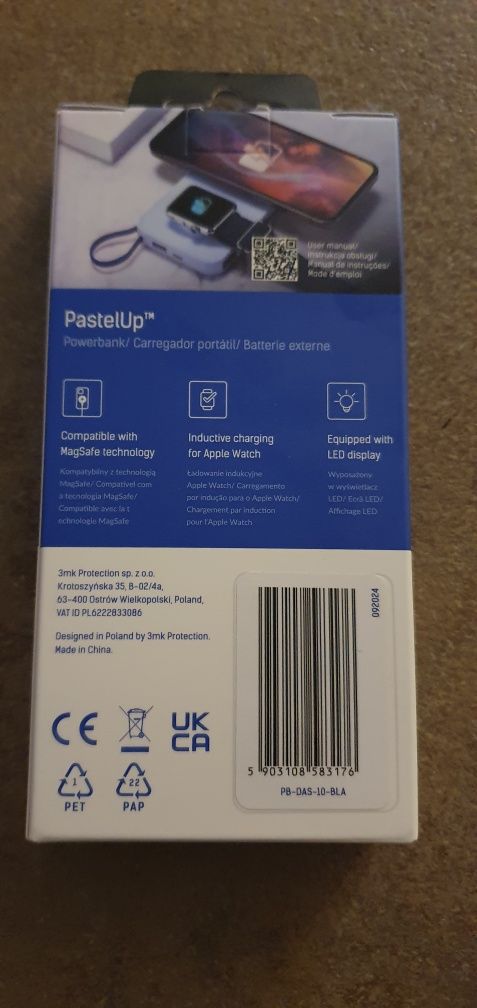 User manual/
Instrukcja obsługi/
Manual de instruções/
Mode d'emploi
PastelUp™
Powerbank/ Carregador portátil/ Batterie externe
Compatible with
MagSafe technology
Kompatybilny z technologią
MagSafe/ Compatível com
a tecnologia MagSafe/
Compatible avec la t
echnologie MagSafe
Inductive charging
for Apple Watch
Ładowanie indukcyjne
Apple Watch/ Carregamento
por indução para o Apple Watch/
Chargement par induction
pour l'Apple Watch
Equipped with
LED display
Wyposażony
w wyświetlacz
LED/ Ecrã LED/
Affichage LED
3mk Protection sp. z o.o.
Krotoszyńska 35, B-02/4a,
63-400 Ostrów Wielkopolski, Poland,
VAT ID PL6222833086
Designed in Poland by 3mk Protection.
Made in China.
CE
UK
CA
1
PET
22
PAP
092024
5 903108 583176
PB-DAS-10-BLA